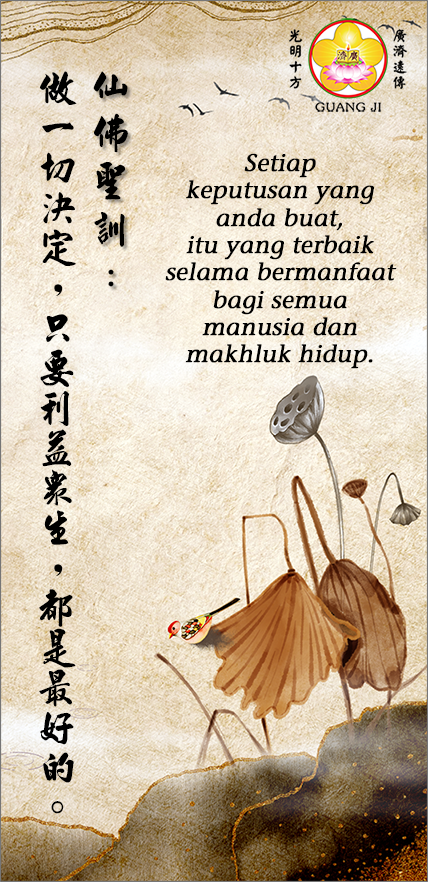 廣濟遠傳
光明十方
濟廣
GUANG JI
仙佛聖訓：
做一切決定，只要利益眾生，都是最好的。
Setiap
keputusan yang
anda buat,
itu yang terbaik
selama bermanfaat
bagi semua
manusia dan
makhluk hidup.